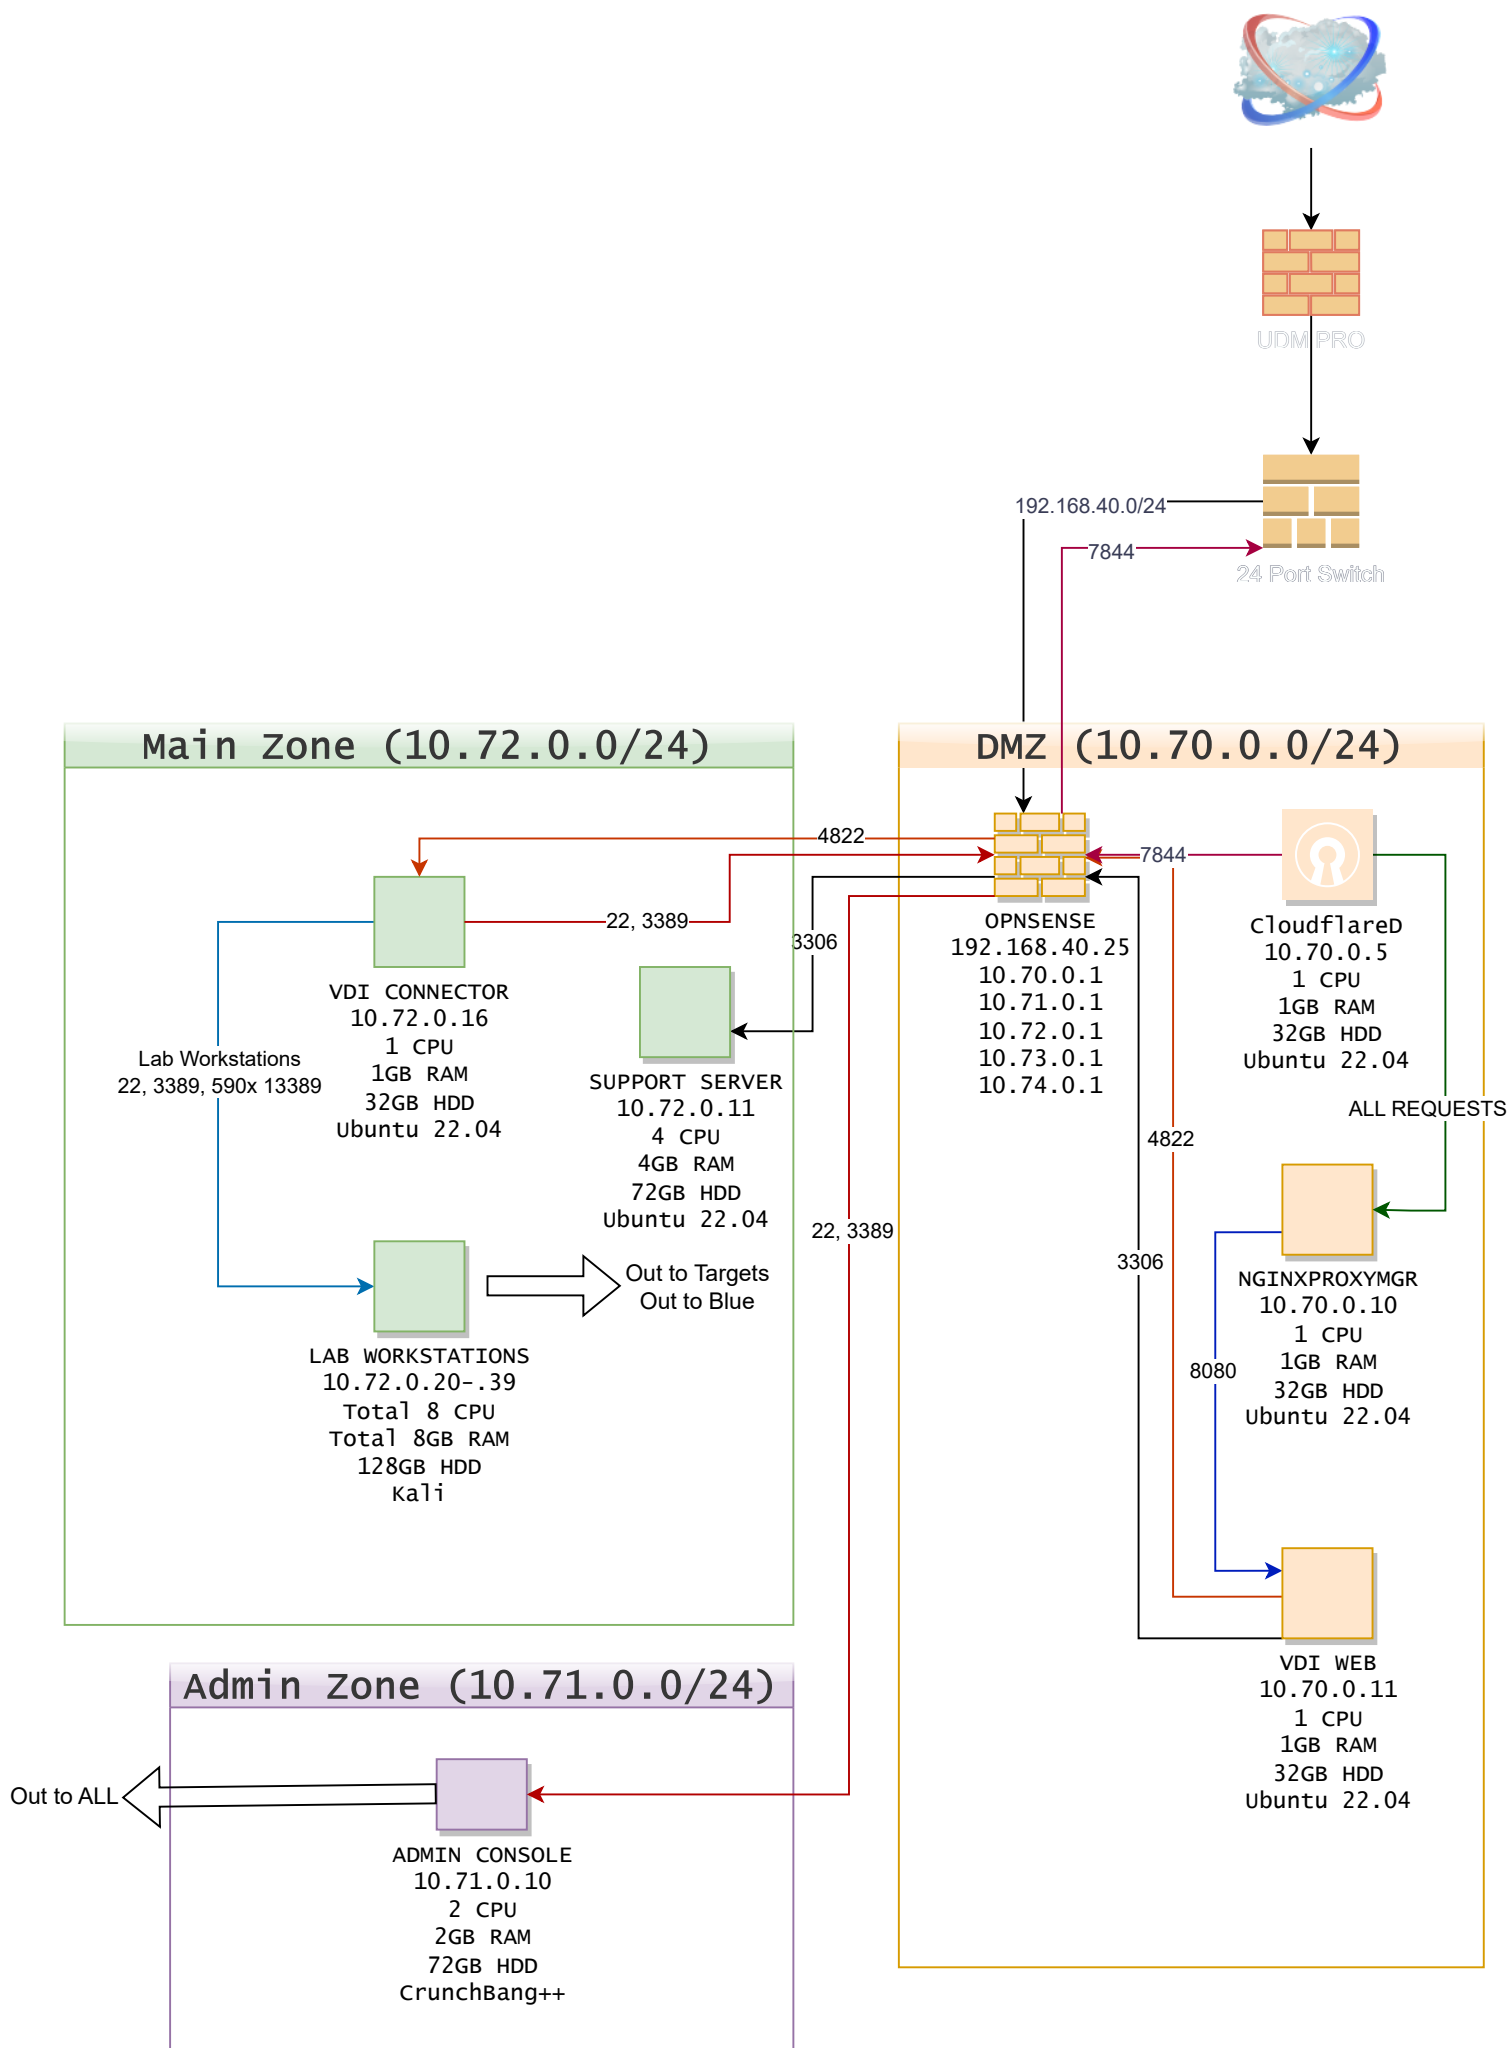 UDM PRO
192.168.40.0/24
7844
24 Port Switch
Main Zone (10.72.0.0/24)
DMZ (10.70.0.0/24)
4822
7844
22, 3389
3306
OPNSENSE
192.168.40.25
10.70.0.1
10.71.0.1
10.72.0.1
10.73.0.1
10.74.0.1
CloudflareD
10.70.0.5
1 CPU
1GB RAM
32GB HDD
Ubuntu 22.04
VDI CONNECTOR
10.72.0.16
1 CPU
1GB RAM
32GB HDD
Ubuntu 22.04
Lab Workstations
22, 3389, 590x 13389
SUPPORT SERVER
10.72.0.11
4 CPU
4GB RAM
72GB HDD
Ubuntu 22.04
ALL REQUESTS
4822
22, 3389
3306
Out to Targets
Out to Blue
NGINXPROXYMGR
10.70.0.10
1 CPU
1GB RAM
32GB HDD
Ubuntu 22.04
8080
LAB WORKSTATIONS
10.72.0.20-.39
Total 8 CPU
Total 8GB RAM
128GB HDD
Kali
VDI WEB
10.70.0.11
1 CPU
1GB RAM
32GB HDD
Ubuntu 22.04
Admin Zone (10.71.0.0/24)
Out to ALL
ADMIN CONSOLE
10.71.0.10
2 CPU
2GB RAM
72GB HDD
CrunchBang++